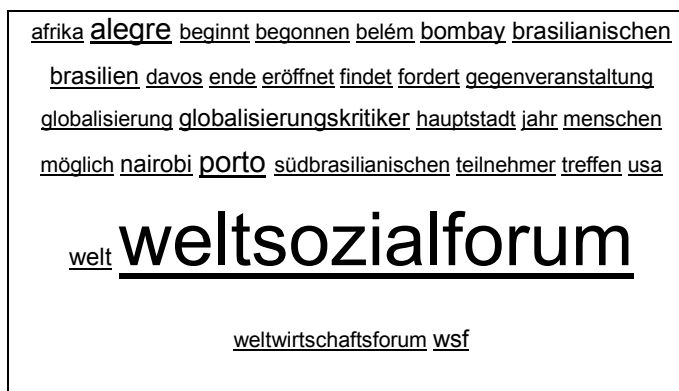 afrika alegre beginnt begonnen belém bombay brasilianischen
brasilien davos ende eröffnet findet fordert gegenveranstaltung
globalisierung globalisierungskritiker hauptstadt jahr menschen
möglich nairobi porto südbrasilianischen teilnehmer treffen usa
welt weltsozialforum
weltwirtschaftsforum wsf